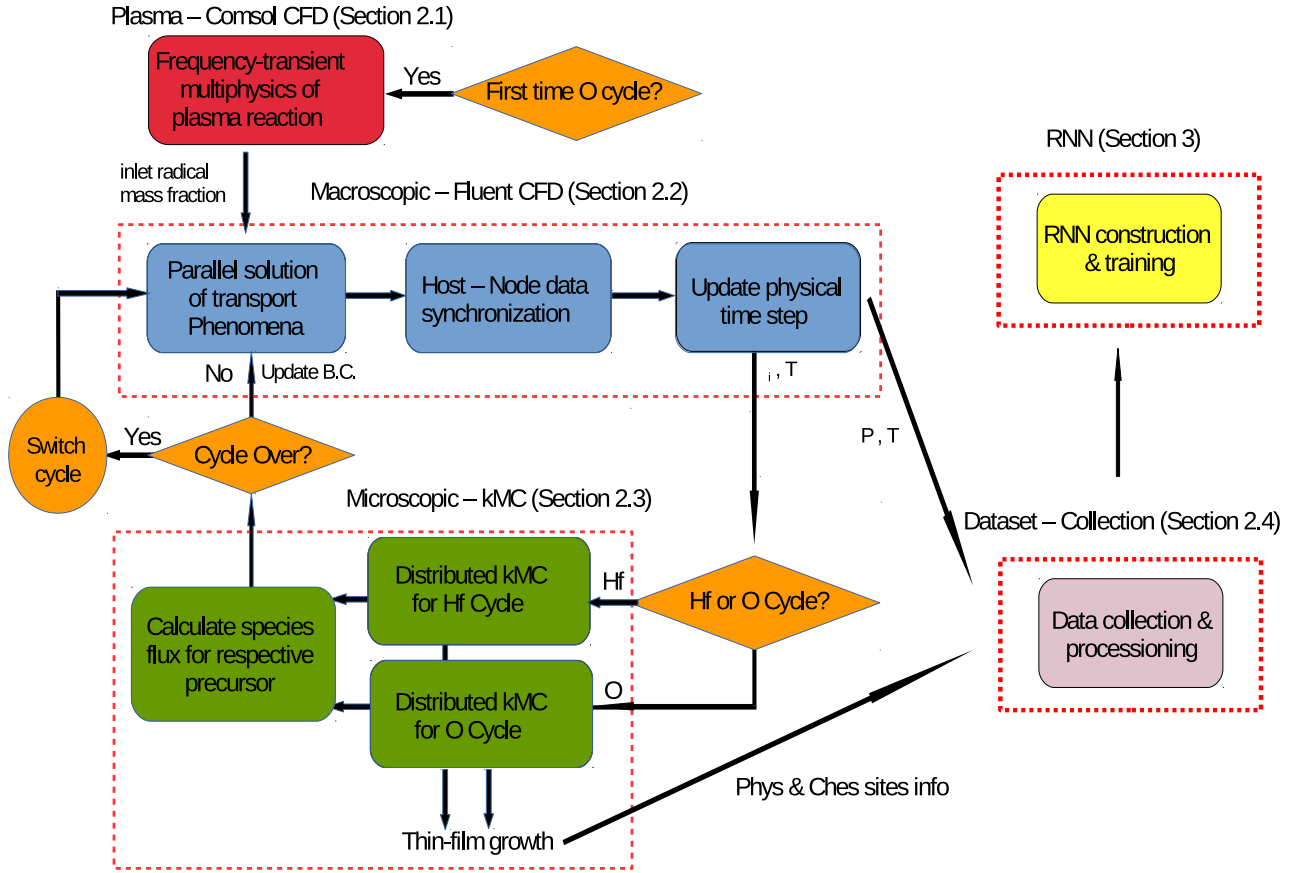 Plasma – Comsol CFD (Section 2.1)
Frequency-transient
multiphysics of
plasma reaction
Yes
First time O cycle?
inlet radical
mass fraction
Macroscopic – Fluent CFD (Section 2.2)
RNN (Section 3)
RNN construction
& training
Parallel solution
of transport
Phenomena
Host – Node data
synchronization
Update physical
time step
No
Update B.C.
i , T
P , T
Switch
cycle
Yes
Cycle Over?
Microscopic – kMC (Section 2.3)
Dataset – Collection (Section 2.4)
Distributed kMC
for Hf Cycle
Hf
Hf or O Cycle?
Calculate species
flux for respective
precursor
Data collection &
processioning
O
Distributed kMC
for O Cycle
Phys & Ches sites info
Thin-film growth